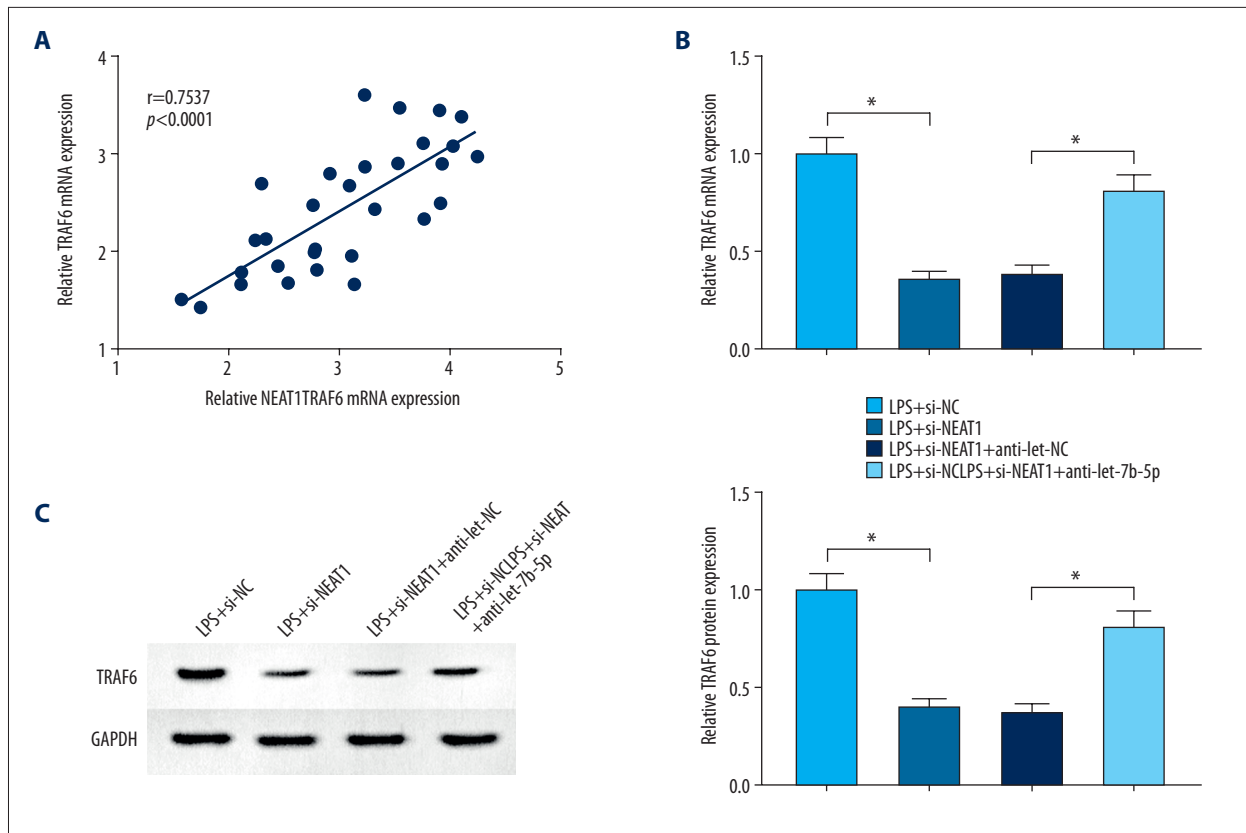 A
Relative TRAF6 mRNA expression
4
3
2
1
r=0.7537
p<0.0001
1 2 3 4 5
Relative NEAT1TRAF6 mRNA expression
B
Relative TRAF6 mRNA expression
1.5
1.0
0.5
0.0
*
*
LPS+si-NC
LPS+si-NEAT1
LPS+si-NEAT1+anti-let-NC
LPS+si-NCLPS+si-NEAT1+anti-let-7b-5p
Relative TRAF6 protein expression
1.5
1.0
0.5
0.0
*
*
C
LPS+si-NC
LPS+si-NEAT1
LPS+si-NEAT1+anti-let-NC
LPS+si-NCLPS+si-NEAT
+anti-let-7b-5p
TRAF6
GAPDH